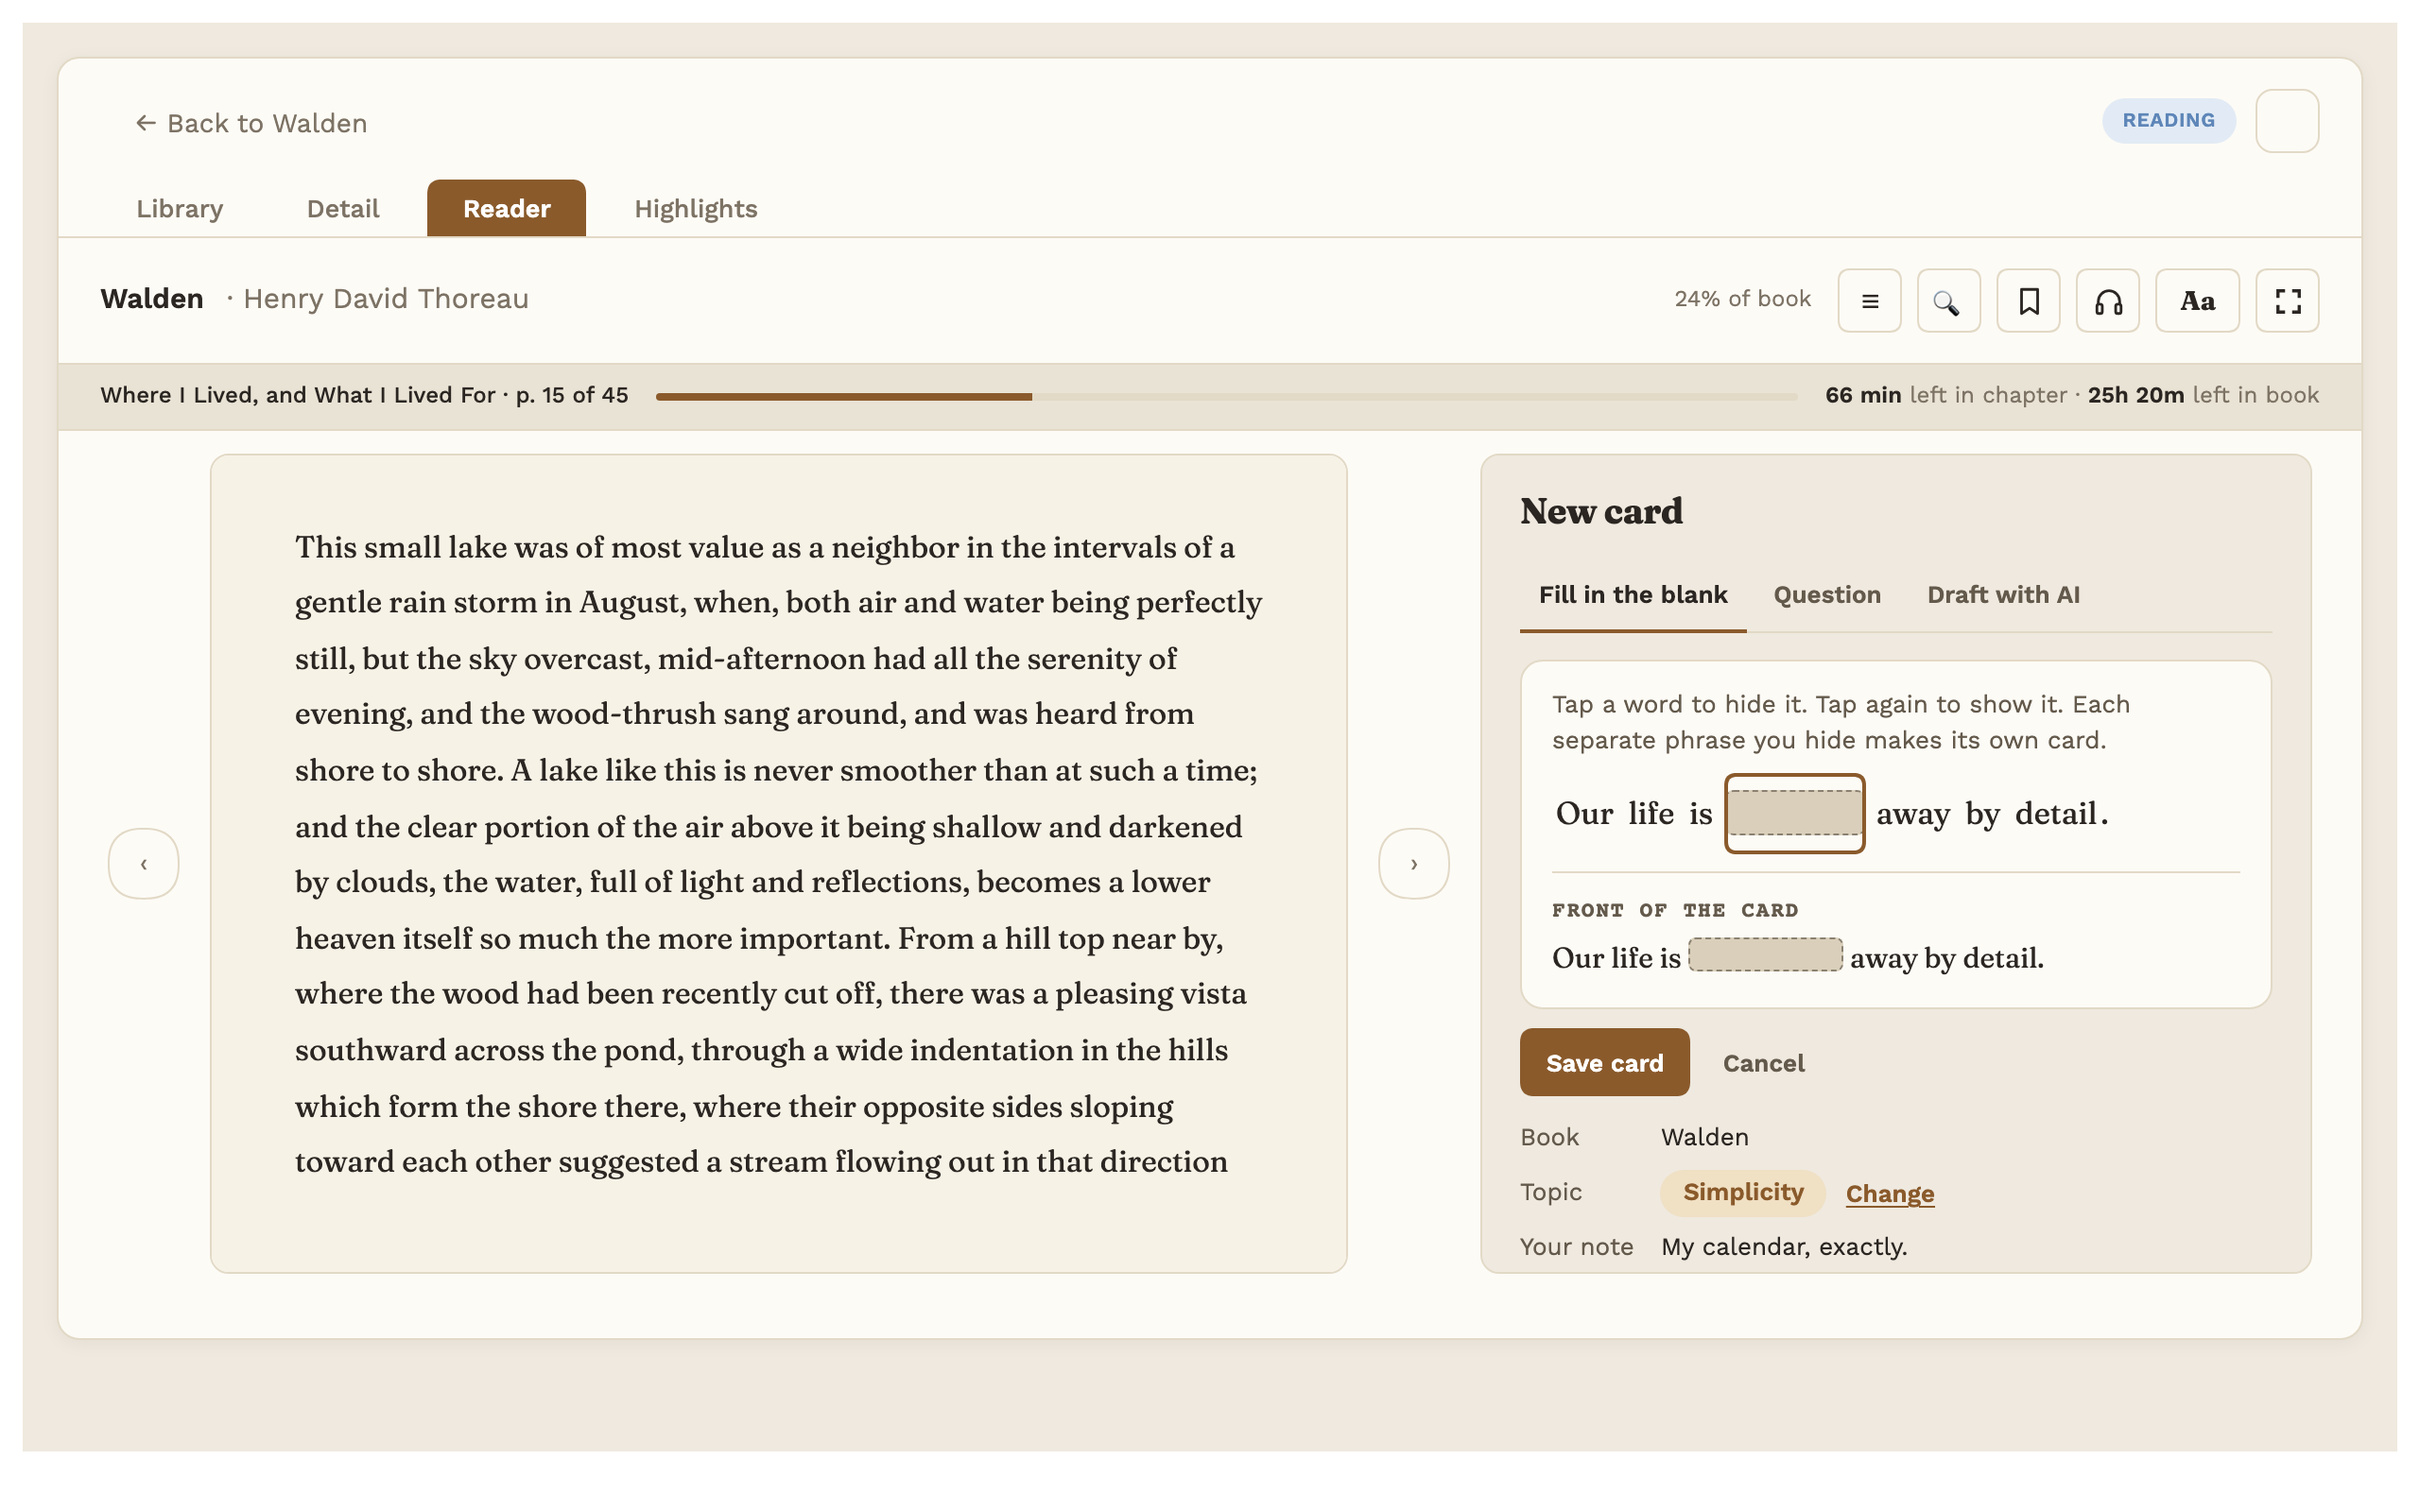 ← Back to Walden
READING
Library Detail Reader Highlights
Walden · Henry David Thoreau
24% of book
Aa
Where I Lived, and What I Lived For · p. 15 of 45
66 min left in chapter · 25h 20m left in book
This small lake was of most value as a neighbor in the intervals of a
gentle rain storm in August, when, both air and water being perfectly
still, but the sky overcast, mid-afternoon had all the serenity of
evening, and the wood-thrush sang around, and was heard from
shore to shore. A lake like this is never smoother than at such a time;
and the clear portion of the air above it being shallow and darkened
by clouds, the water, full of light and reflections, becomes a lower
heaven itself so much the more important. From a hill top near by,
where the wood had been recently cut off, there was a pleasing vista
southward across the pond, through a wide indentation in the hills
which form the shore there, where their opposite sides sloping
toward each other suggested a stream flowing out in that direction
‹
›
New card
Fill in the blank Question Draft with AI
Tap a word to hide it. Tap again to show it. Each
separate phrase you hide makes its own card.
Our life is away by detail.
FRONT OF THE CARD
Our life is away by detail.
Save card Cancel
Book Walden
Topic Simplicity Change
Your note My calendar, exactly.